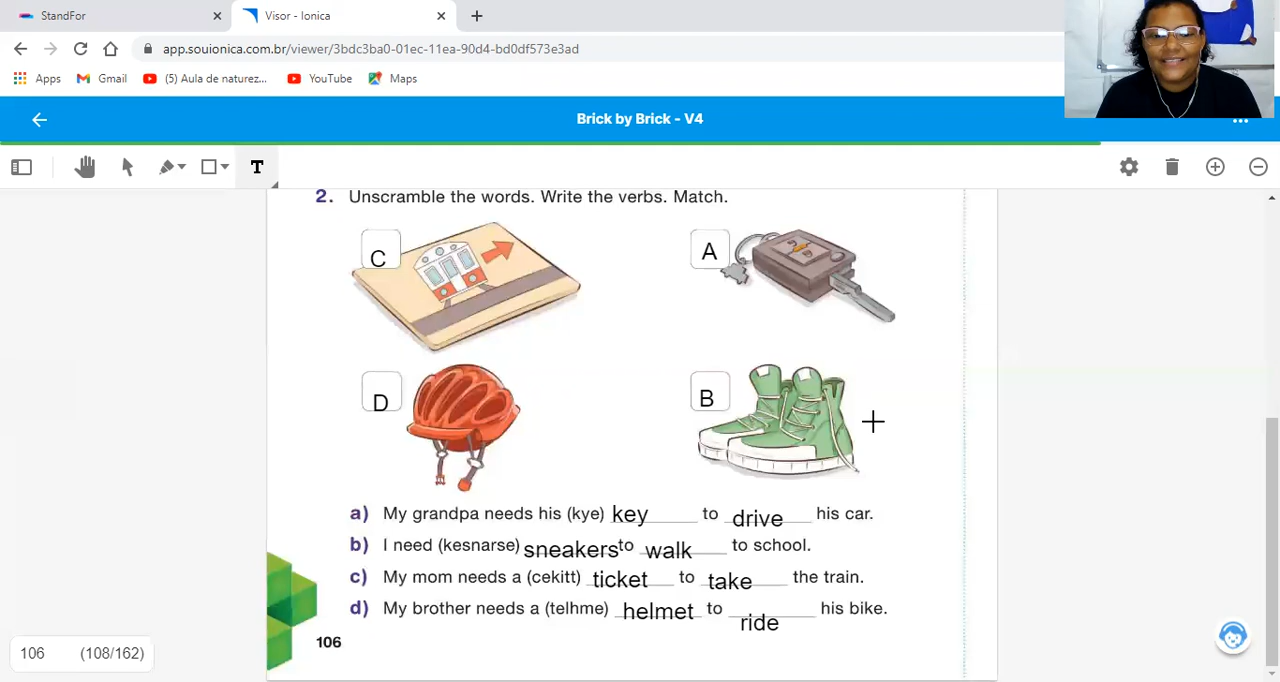 StandFor
Visor - Ionica
app.souionica.com.br/viewer/3bdc3ba0-01ec-11ea-90d4-bd0df573e3ad
Apps Gmail (5) Aula de naturez... YouTube Maps
Brick by Brick - V4
T
2. Unscramble the words. Write the verbs. Match.
C A
D B
a) My grandpa needs his (kye) key to drive his car.
b) I need (kesnarse) sneakers to walk to school.
c) My mom needs a (cekitt) ticket to take the train.
d) My brother needs a (telhme) helmet to ride his bike.
106
106 (108/162)